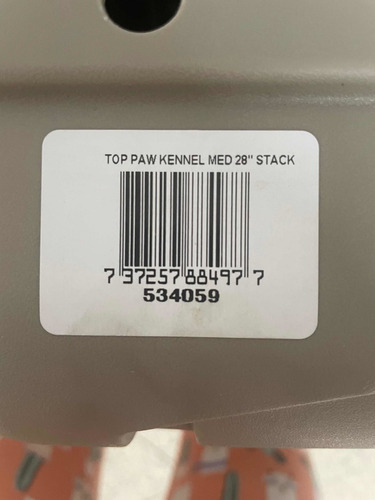 TOP PAW KENNEL MED 28" STACK
7 37257 88497 7
534059